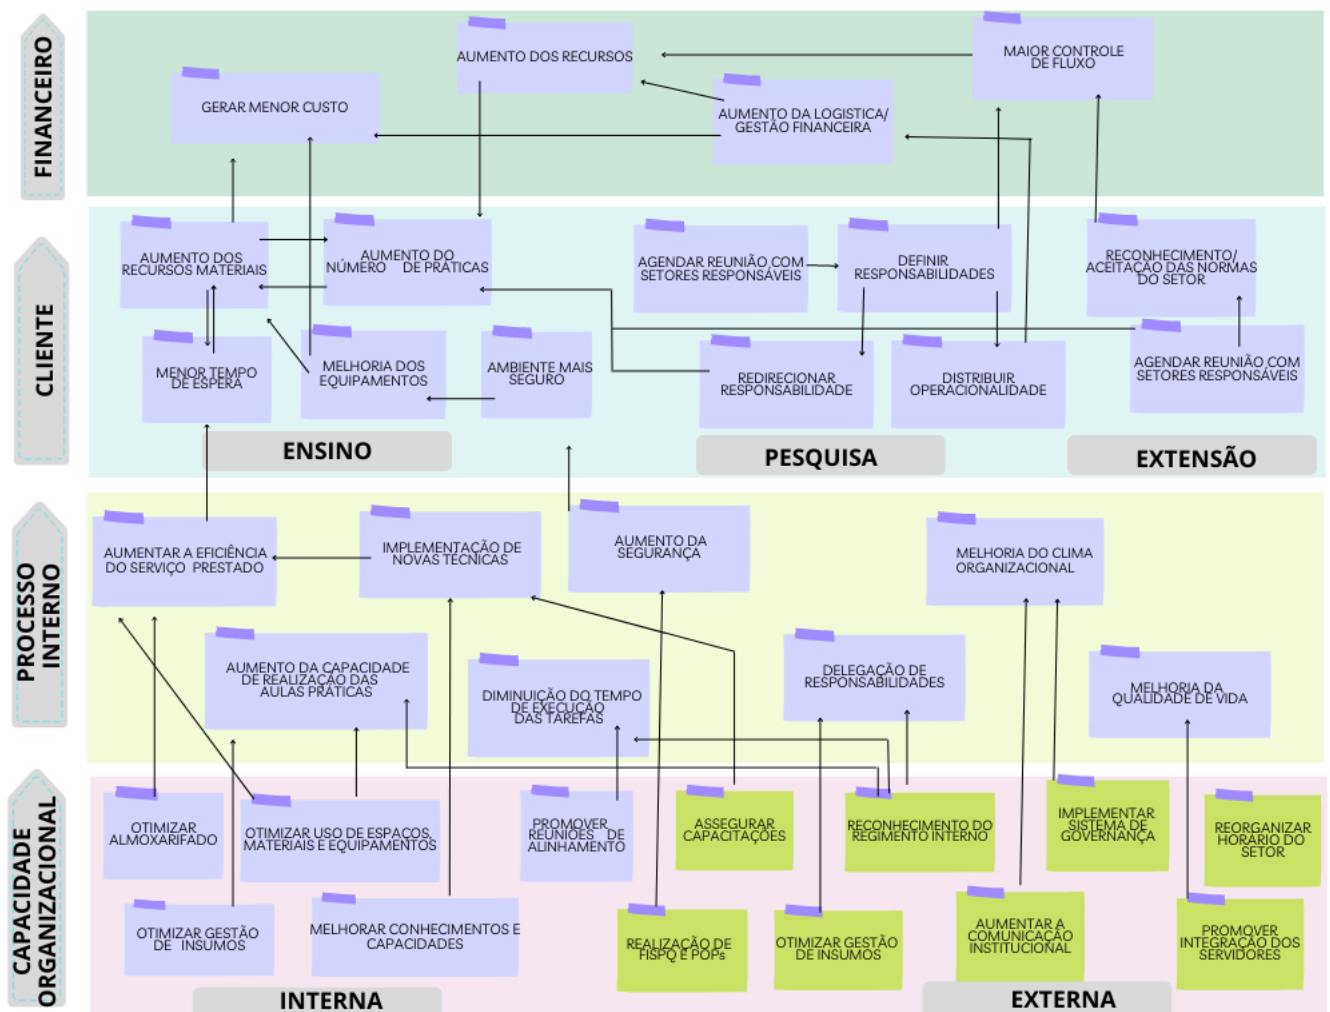 FINANCEIRO
AUMENTO DOS RECURSOS
MAIOR CONTROLE
DE FLUXO
GERAR MENOR CUSTO
AUMENTO DA LOGISTICA/
GESTÃO FINANCEIRA
CLIENTE
AUMENTO DOS
RECURSOS MATERIAIS
AUMENTO DO
NÚMERO DE PRÁTICAS
AGENDAR REUNIÃO COM
SETORES RESPONSÁVEIS
DEFINIR
RESPONSABILIDADES
RECONHECIMENTO/
ACEITAÇÃO DAS NORMAS
DO SETOR
MENOR TEMPO
DE ESPERA
MELHORIA DOS
EQUIPAMENTOS
AMBIENTE MAIS
SEGURO
REDIRECIONAR
RESPONSABILIDADE
DISTRIBUIR
OPERACIONALIDADE
AGENDAR REUNIÃO COM
SETORES RESPONSÁVEIS
ENSINO
PESQUISA
EXTENSÃO
PROCESSO
INTERNO
AUMENTAR A EFICIÊNCIA
DO SERVIÇO PRESTADO
IMPLEMENTAÇÃO DE
NOVAS TÉCNICAS
AUMENTO DA
SEGURANÇA
MELHORIA DO CLIMA
ORGANIZACIONAL
AUMENTO DA CAPACIDADE
DE REALIZAÇÃO DAS
AULAS PRÁTICAS
DIMINUIÇÃO DO TEMPO
DE EXECUÇÃO
DAS TAREFAS
DELEGAÇÃO DE
RESPONSABILIDADES
MELHORIA DA
QUALIDADE DE VIDA
CAPACIDADE
ORGANIZACIONAL
OTIMIZAR
ALMOXARIFADO
OTIMIZAR USO DE ESPAÇOS,
MATERIAIS E EQUIPAMENTOS
PROMOVER
REUNIÕES DE
ALINHAMENTO
ASSEGURAR
CAPACITAÇÕES
RECONHECIMENTO DO
REGIMENTO INTERNO
IMPLEMENTAR
SISTEMA DE
GOVERNANÇA
REORGANIZAR
HORÁRIO DO
SETOR
OTIMIZAR GESTÃO
DE INSUMOS
MELHORAR CONHECIMENTOS E
CAPACIDADES
REALIZAÇÃO DE
FISPQ E POPs
OTIMIZAR GESTÃO
DE INSUMOS
AUMENTAR A
COMUNICAÇÃO
INSTITUCIONAL
PROMOVER
INTEGRAÇÃO DOS
SERVIDORES
INTERNA
EXTERNA